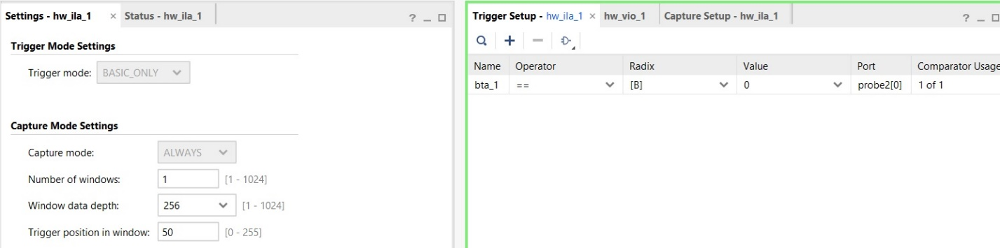 Settings - hw_ila_1 × Status - hw_ila_1 ? _
Trigger Mode Settings
Trigger mode: BASIC_ONLY
Capture Mode Settings
Capture mode: ALWAYS
Number of windows: 1 [1 - 1024]
Window data depth: 256 [1 - 1024]
Trigger position in window: 50 [0 - 255]
Trigger Setup - hw_ila_1 × hw_vio_1 Capture Setup - hw_ila_1 ? _
Name Operator Radix Value Port Comparator Usage
bta_1 == [B] 0 probe2[0] 1 of 1